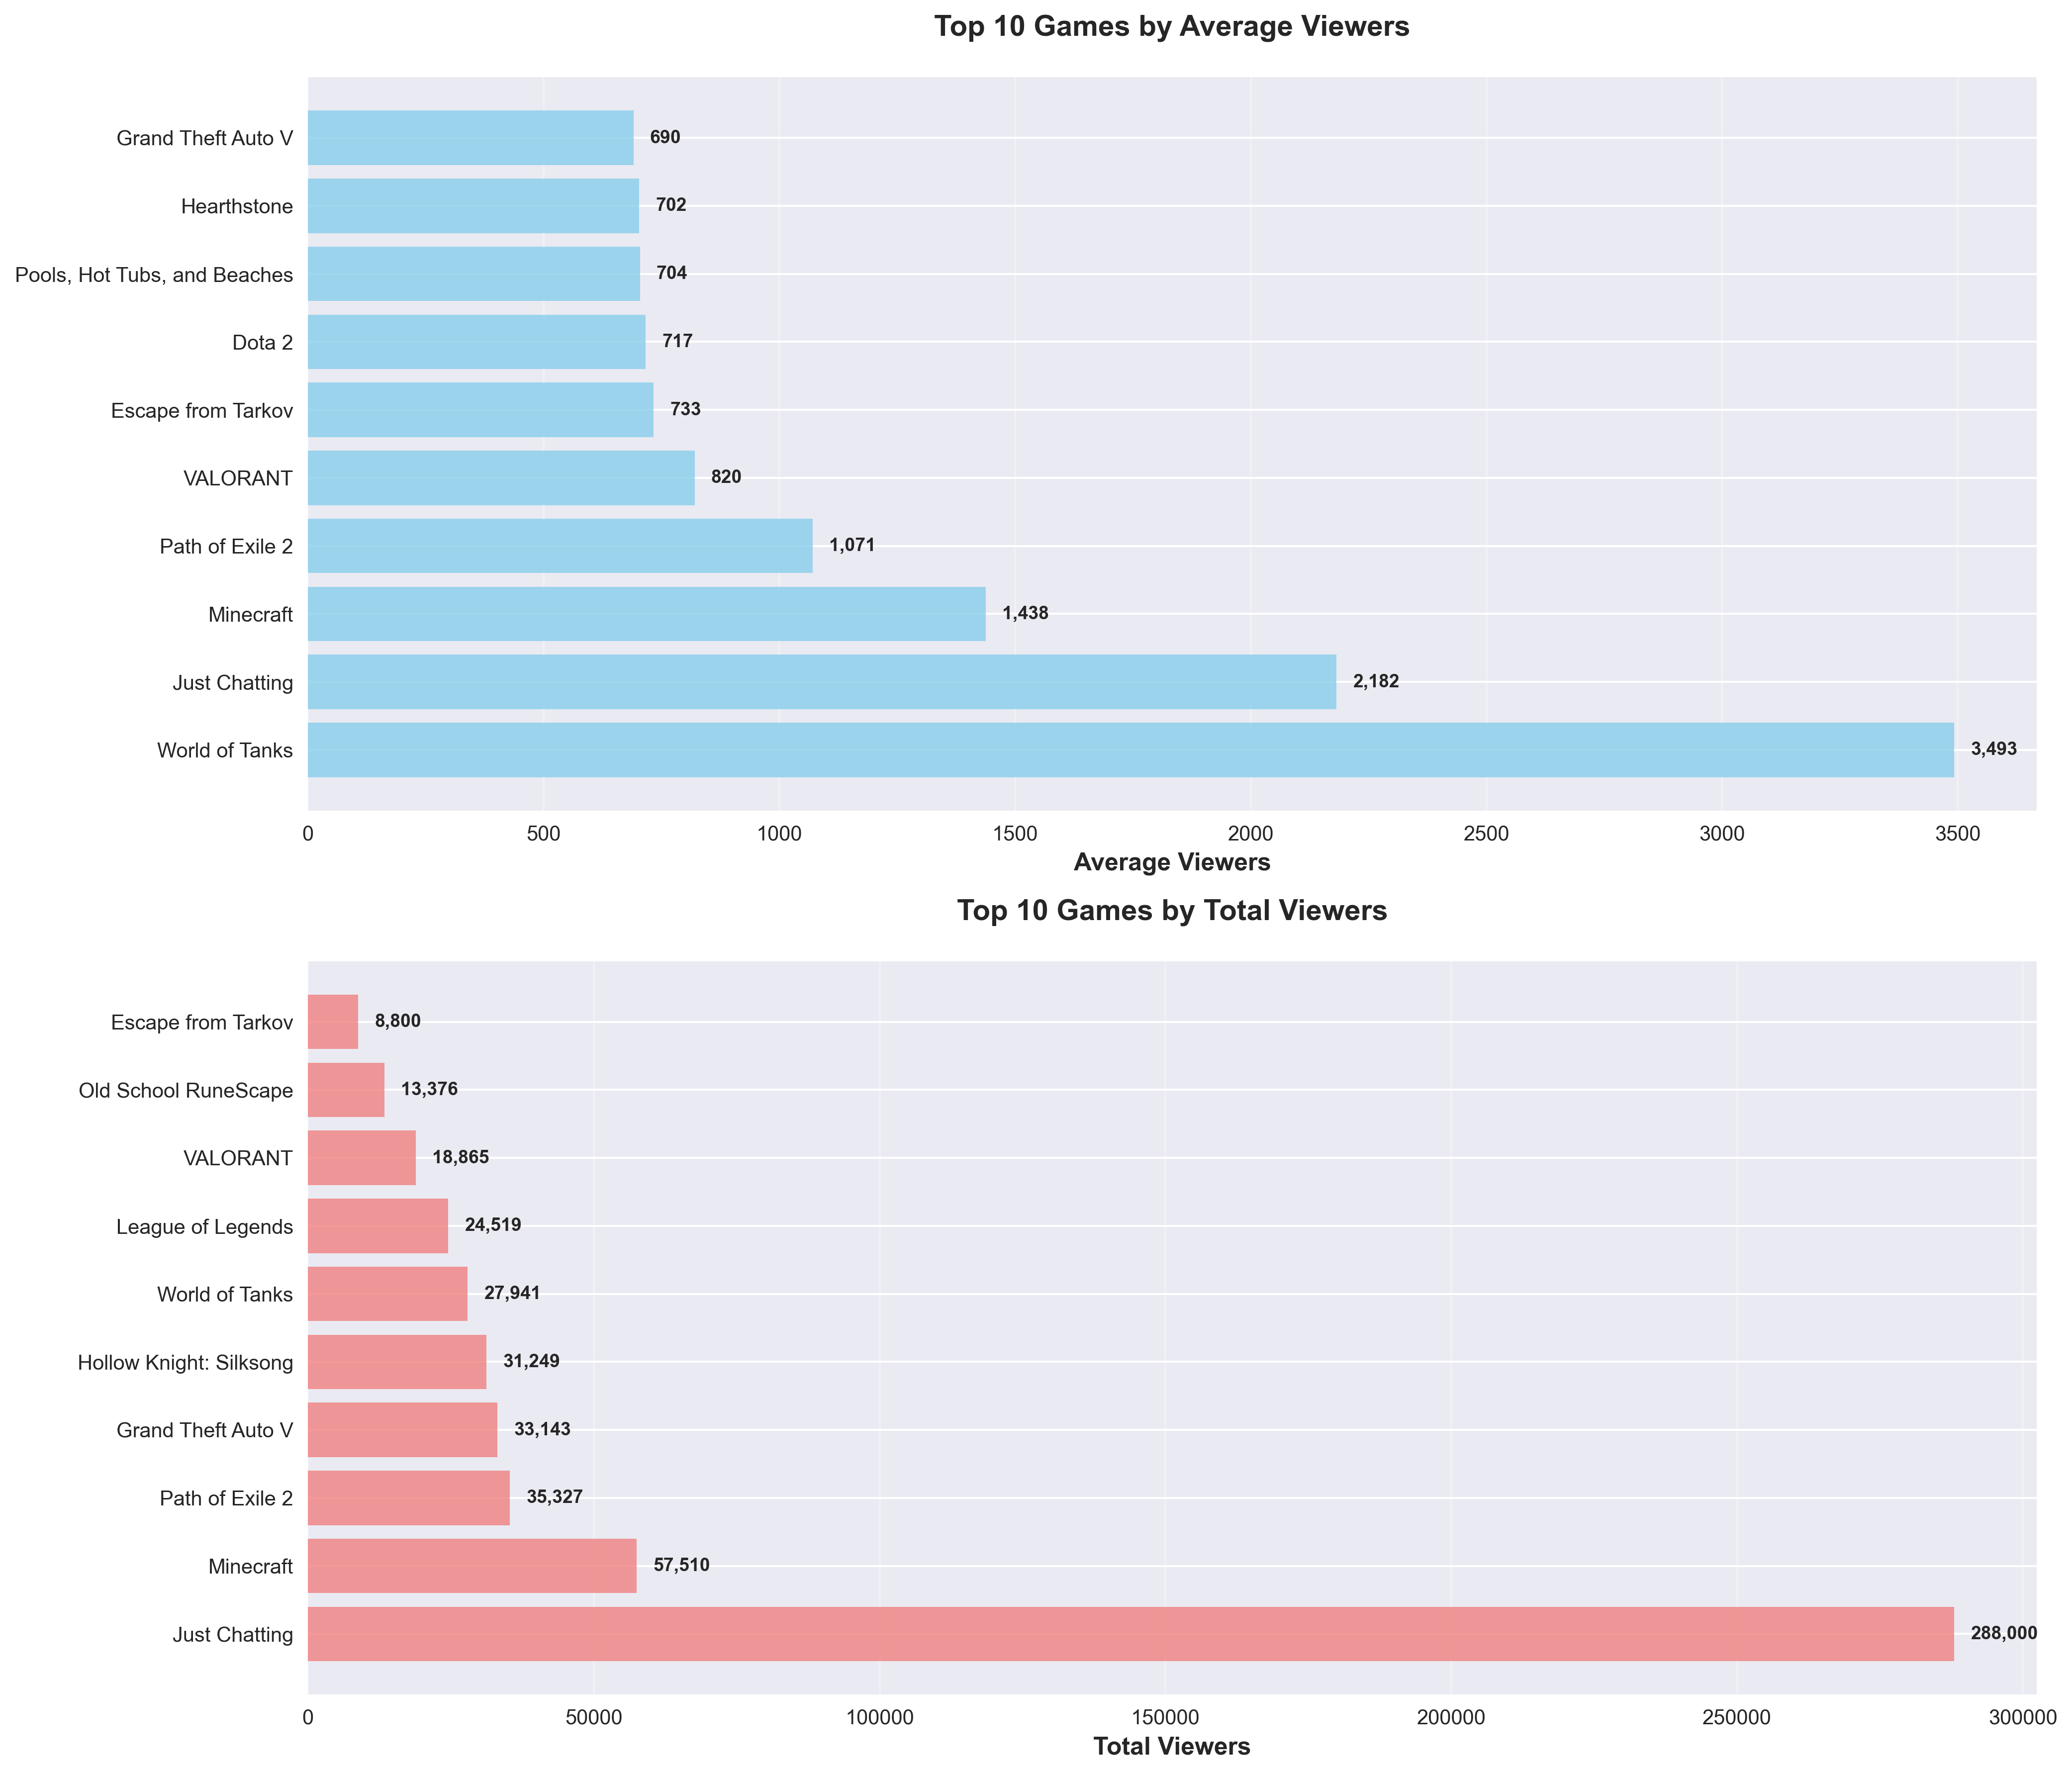 Top 10 Games by Average Viewers
Grand Theft Auto V 690
Hearthstone 702
Pools, Hot Tubs, and Beaches 704
Dota 2 717
Escape from Tarkov 733
VALORANT 820
Path of Exile 2 1,071
Minecraft 1,438
Just Chatting 2,182
World of Tanks 3,493
0 500 1000 1500 2000 2500 3000 3500
Average Viewers
Top 10 Games by Total Viewers
Escape from Tarkov 8,800
Old School RuneScape 13,376
VALORANT 18,865
League of Legends 24,519
World of Tanks 27,941
Hollow Knight: Silksong 31,249
Grand Theft Auto V 33,143
Path of Exile 2 35,327
Minecraft 57,510
Just Chatting 288,000
0 50000 100000 150000 200000 250000 300000
Total Viewers